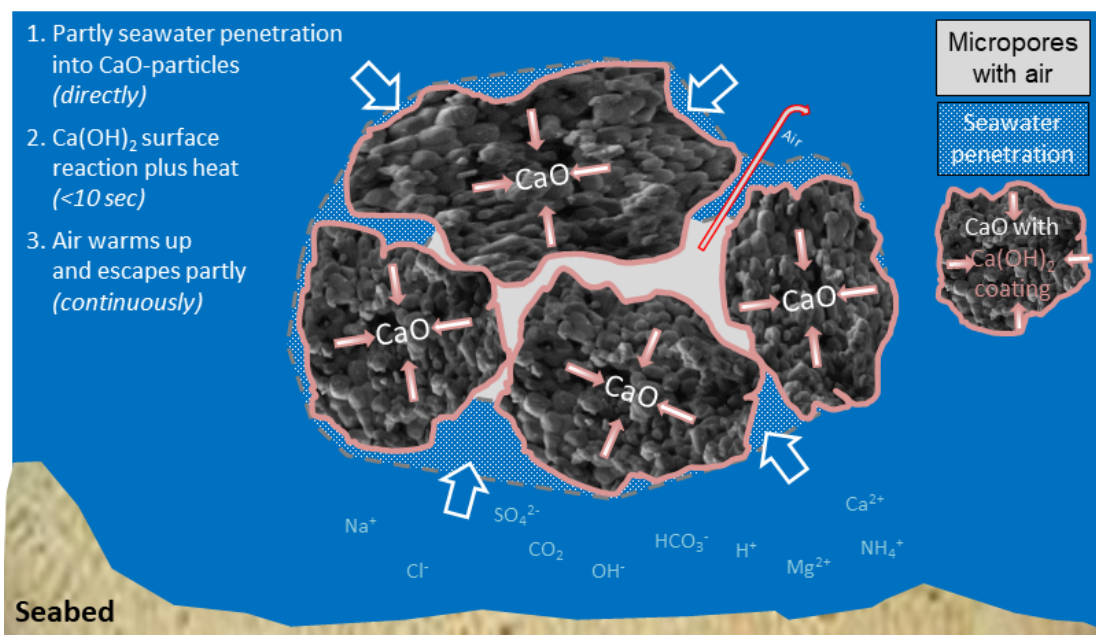 1. Partly seawater penetration
into CaO-particles
(directly)
2. Ca(OH)₂ surface
reaction plus heat
(<10 sec)
3. Air warms up
and escapes partly
(continuously)
Micropores
with air
Seawater
penetration
CaO with
Ca(OH)₂
coating
Air
CaO
CaO
CaO
CaO
Na⁺
SO₄²⁻
Ca²⁺
Cl⁻
CO₂
OH⁻
HCO₃⁻
H⁺
Mg²⁺
NH₄⁺
Seabed